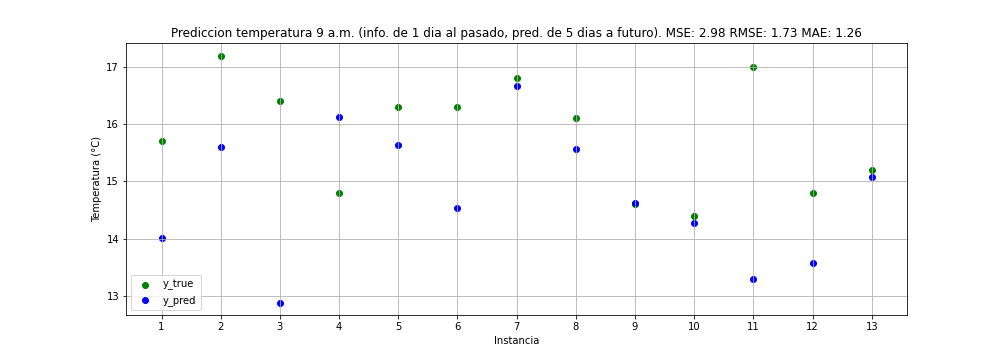 Prediccion temperatura 9 a.m. (info. de 1 dia al pasado, pred. de 5 dias a futuro). MSE: 2.98 RMSE: 1.73 MAE: 1.26
17
16
15
14
13
Temperatura (°C)
y_true
y_pred
1 2 3 4 5 6 7 8 9 10 11 12 13
Instancia